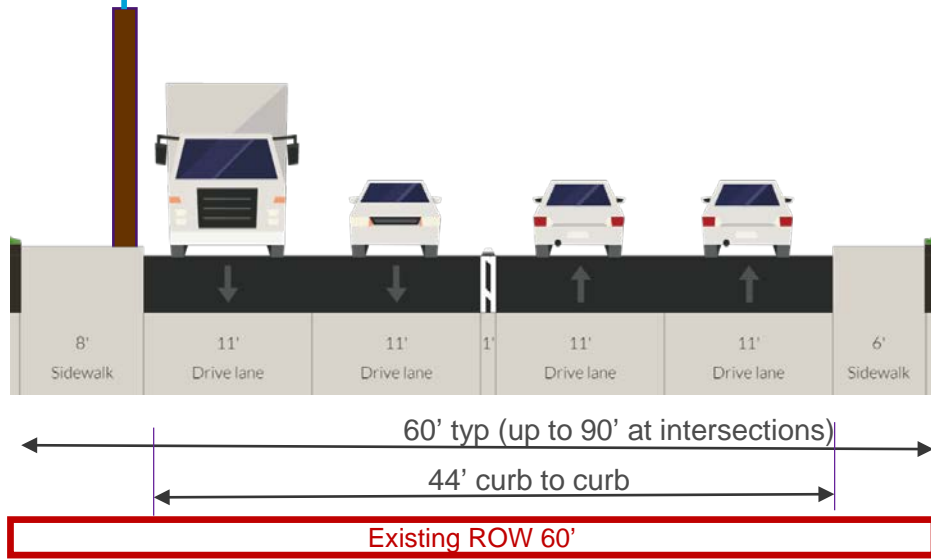 8' 11' 11' 1' 11' 11' 6'
Sidewalk Drive lane Drive lane Drive lane Drive lane Sidewalk
60’ typ (up to 90’ at intersections)
44’ curb to curb
Existing ROW 60’